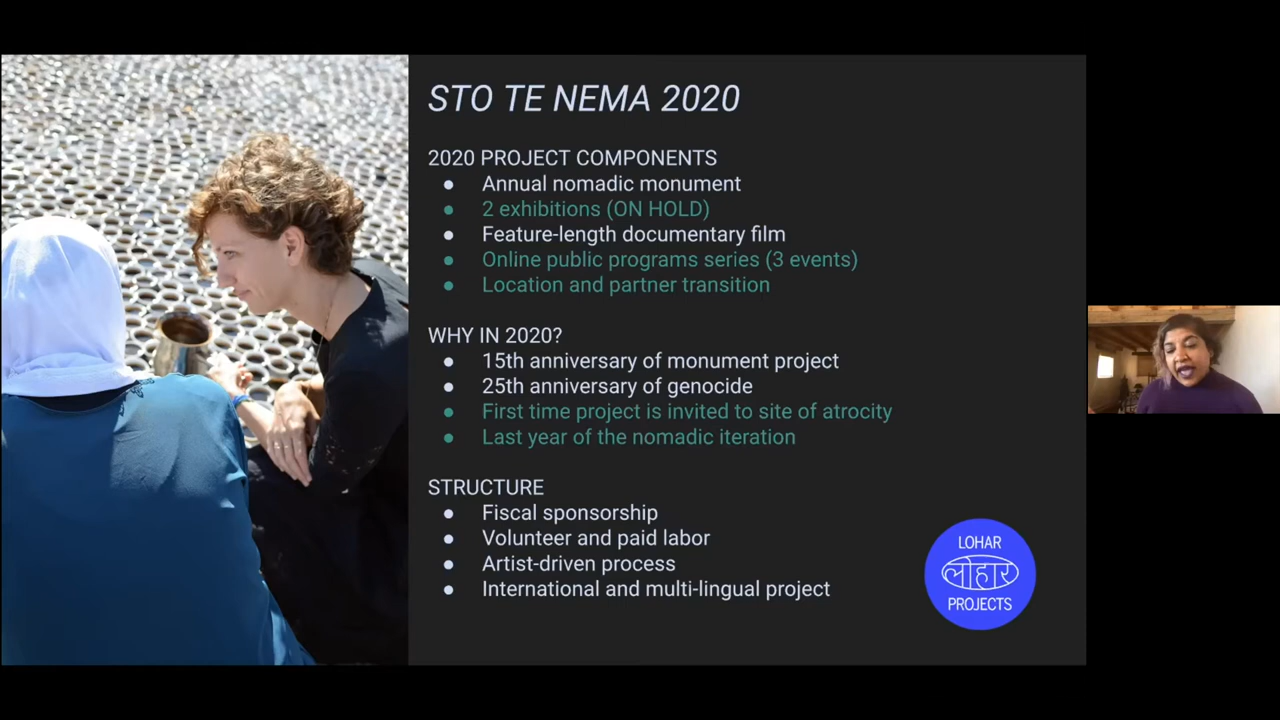 STO TE NEMA 2020
2020 PROJECT COMPONENTS
● Annual nomadic monument
● 2 exhibitions (ON HOLD)
● Feature-length documentary film
● Online public programs series (3 events)
● Location and partner transition
WHY IN 2020?
● 15th anniversary of monument project
● 25th anniversary of genocide
● First time project is invited to site of atrocity
● Last year of the nomadic iteration
STRUCTURE
● Fiscal sponsorship
● Volunteer and paid labor
● Artist-driven process
● International and multi-lingual project
LOHAR
लोहार
PROJECTS